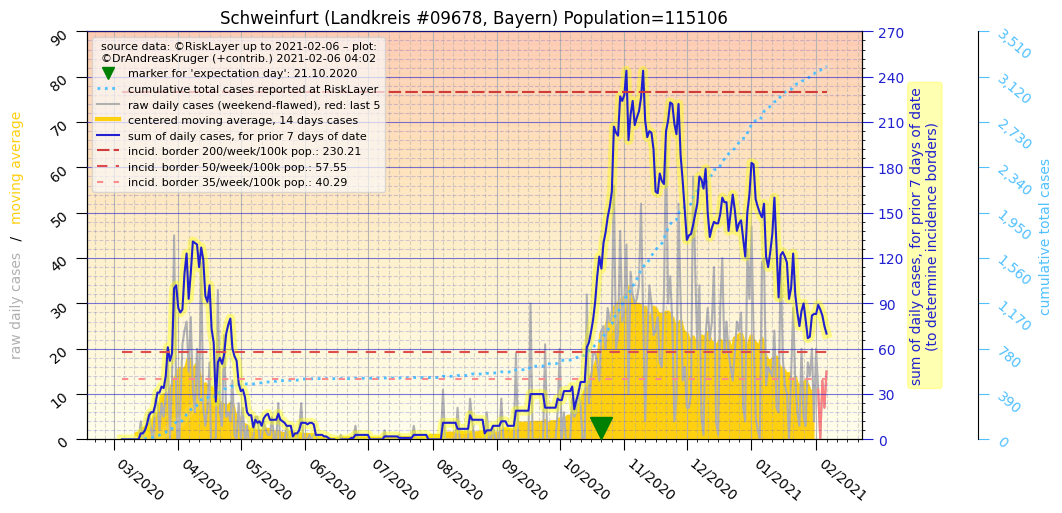 Schweinfurt (Landkreis #09678, Bayern) Population=115106
source data: ©RiskLayer up to 2021-02-06 – plot:
©DrAndreasKruger (+contrib.) 2021-02-06 04:02
marker for 'expectation day': 21.10.2020
cumulative total cases reported at RiskLayer
raw daily cases (weekend-flawed), red: last 5
centered moving average, 14 days cases
sum of daily cases, for prior 7 days of date
incid. border 200/week/100k pop.: 230.21
incid. border 50/week/100k pop.: 57.55
incid. border 35/week/100k pop.: 40.29
raw daily cases / moving average
90
80
70
60
50
40
30
20
10
0
03/2020
04/2020
05/2020
06/2020
07/2020
08/2020
09/2020
10/2020
11/2020
12/2020
01/2021
02/2021
270
240
210
180
150
120
90
60
30
0
sum of daily cases, for prior 7 days of date
(to determine incidence borders)
3,510
3,120
2,730
2,340
1,950
1,560
1,170
780
390
0
cumulative total cases